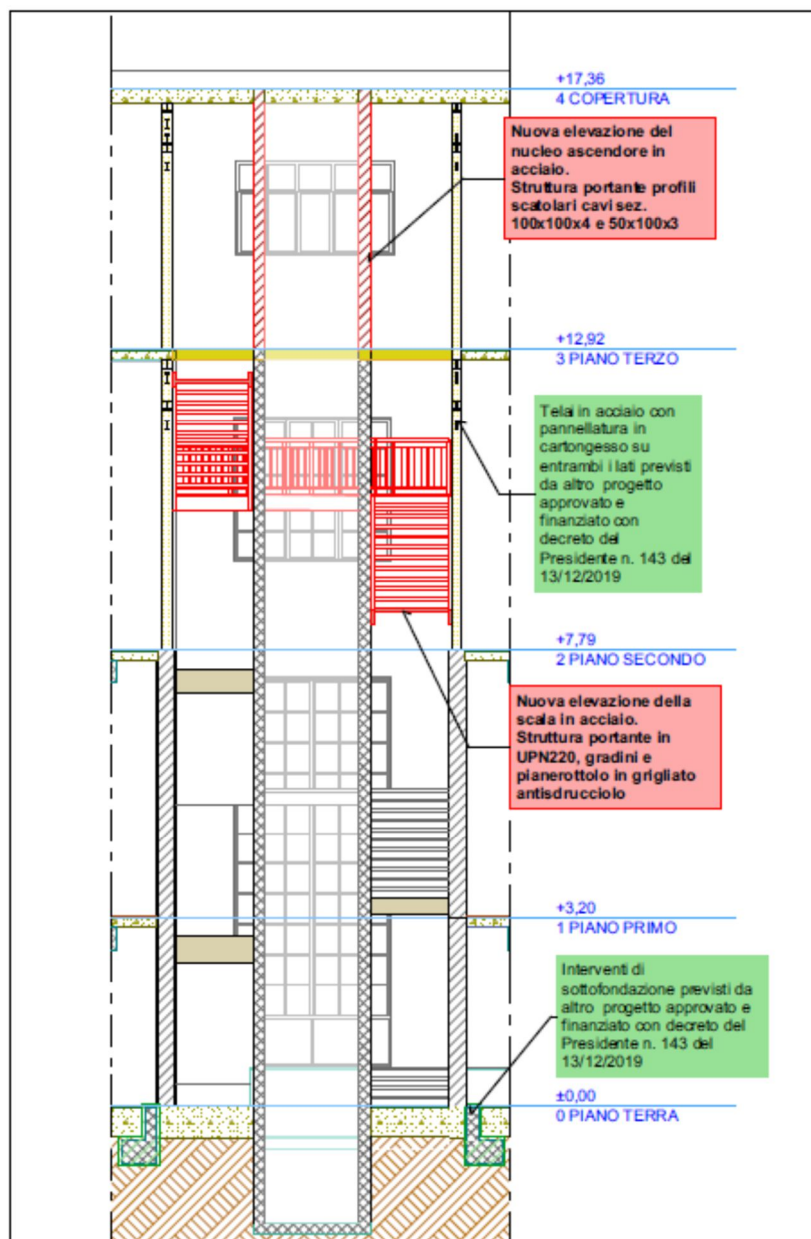 +17,36
4 COPERTURA
Nuova elevazione del
nucleo ascendore in
acciaio.
Struttura portante profili
scatolari cavi sez.
100x100x4 e 50x100x3
+12,92
3 PIANO TERZO
Telai in acciaio con
pannellatura in
cartongesso su
entrambi i lati previsti
da altro progetto
approvato e
finanziato con
decreto del
Presidente n. 143 del
13/12/2019
+7,79
2 PIANO SECONDO
Nuova elevazione della
scala in acciaio.
Struttura portante in
UPN220, gradini e
pianerottolo in grigliato
antisdrucciolo
+3,20
1 PIANO PRIMO
Interventi di
sottofondazione previsti da
altro progetto approvato e
finanziato con decreto del
Presidente n. 143 del
13/12/2019
±0,00
0 PIANO TERRA